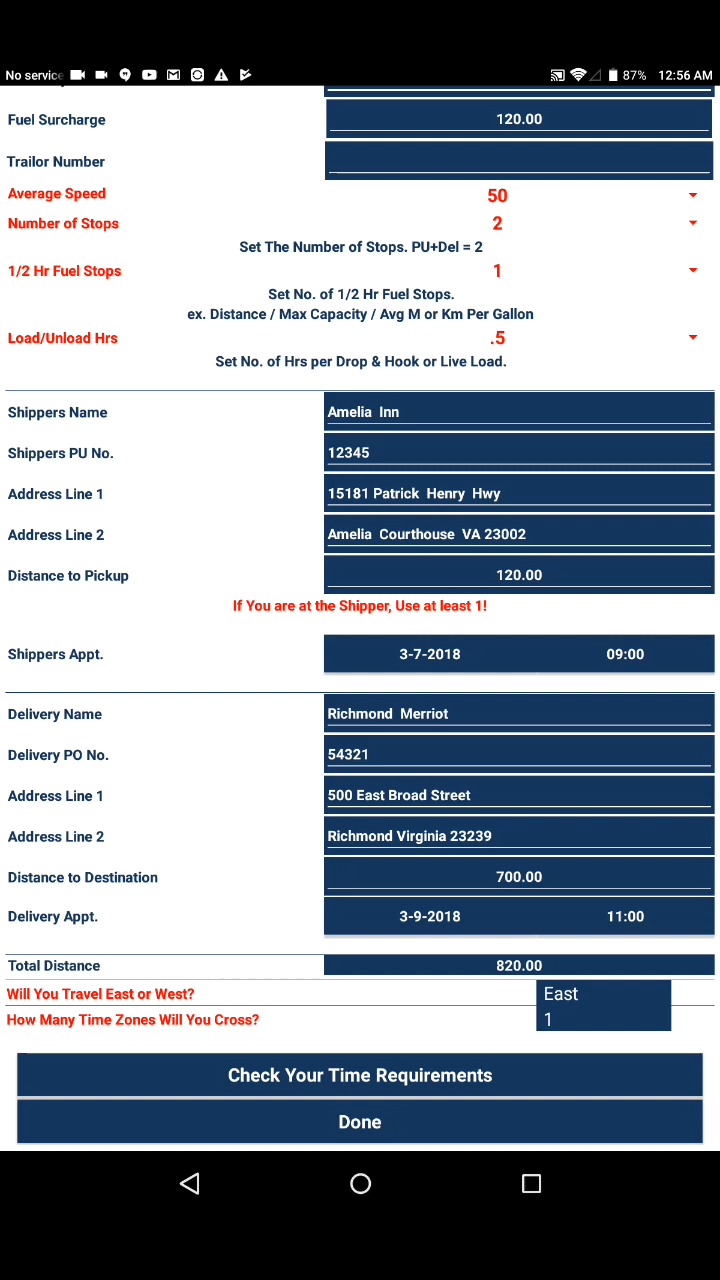 No service 87% 12:56 AM
Fuel Surcharge 120.00
Trailor Number
Average Speed 50
Number of Stops 2
Set The Number of Stops. PU+Del = 2
1/2 Hr Fuel Stops 1
Set No. of 1/2 Hr Fuel Stops.
ex. Distance / Max Capacity / Avg M or Km Per Gallon
Load/Unload Hrs .5
Set No. of Hrs per Drop & Hook or Live Load.
Shippers Name Amelia Inn
Shippers PU No. 12345
Address Line 1 15181 Patrick Henry Hwy
Address Line 2 Amelia Courthouse VA 23002
Distance to Pickup 120.00
If You are at the Shipper, Use at least 1!
Shippers Appt. 3-7-2018 09:00
Delivery Name Richmond Merriot
Delivery PO No. 54321
Address Line 1 500 East Broad Street
Address Line 2 Richmond Virginia 23239
Distance to Destination 700.00
Delivery Appt. 3-9-2018 11:00
Total Distance 820.00
Will You Travel East or West? East
How Many Time Zones Will You Cross? 1
Check Your Time Requirements
Done